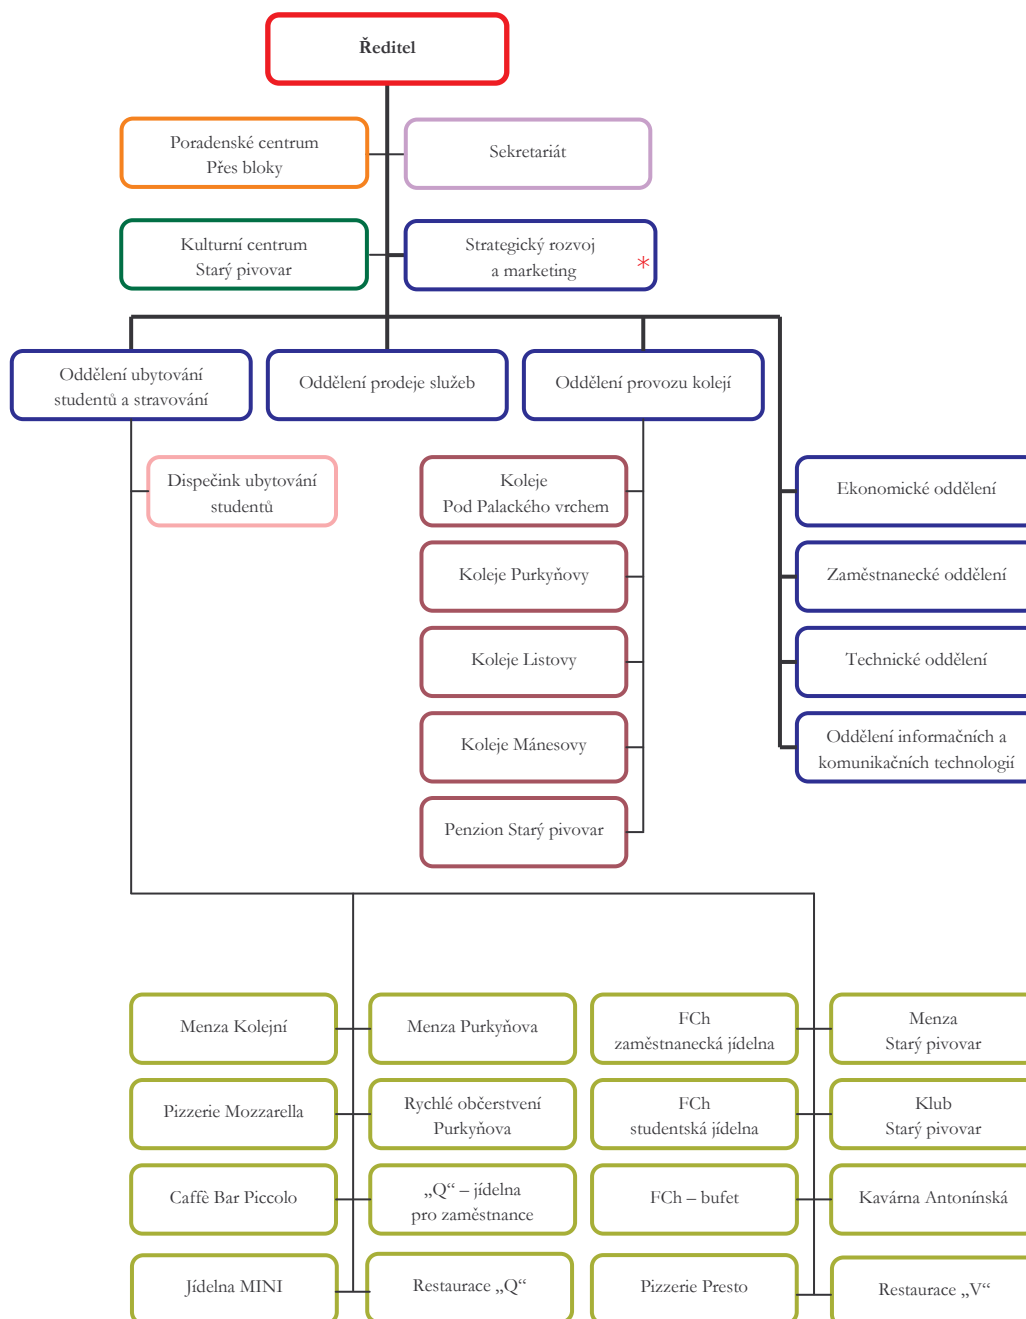 Ředitel
Poradenské centrum
Přes bloky
Sekretariát
Kulturní centrum
Starý pivovar
Strategický rozvoj
a marketing
*
Oddělení ubytování
studentů a stravování
Oddělení prodeje služeb
Oddělení provozu kolejí
Dispečink ubytování
studentů
Koleje
Pod Palackého vrchem
Ekonomické oddělení
Koleje Purkyňovy
Zaměstnanecké oddělení
Koleje Listovy
Technické oddělení
Koleje Mánesovy
Oddělení informačních a
komunikačních technologií
Penzion Starý pivovar
Menza Kolejní
Menza Purkyňova
FCh
zaměstnanecká jídelna
Menza
Starý pivovar
Pizzerie Mozzarella
Rychlé občerstvení
Purkyňova
FCh
studentská jídelna
Klub
Starý pivovar
Caffè Bar Piccolo
„Q“ – jídelna
pro zaměstnance
FCh – bufet
Kavárna Antonínská
Jídelna MINI
Restaurace „Q“
Pizzerie Presto
Restaurace „V“